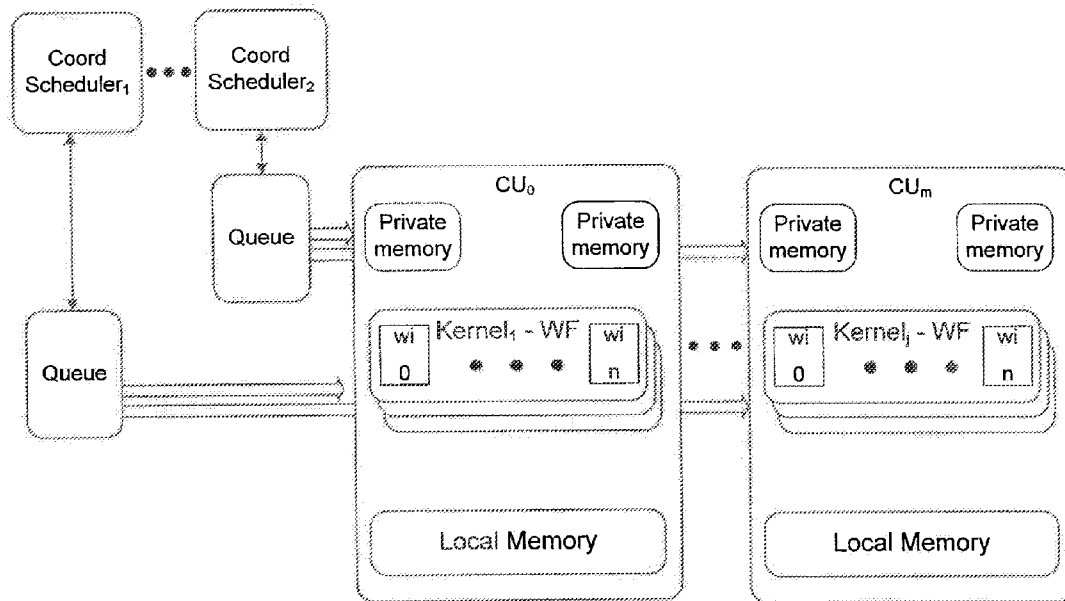 Coord
Scheduler₁
Coord
Scheduler₂
Queue
Queue
CU₀
Private
memory
Private
memory
wi
0
Kernel₁ - WF
wi
n
Local Memory
CUₘ
Private
memory
Private
memory
wi
0
Kernelⱼ - WF
wi
n
Local Memory